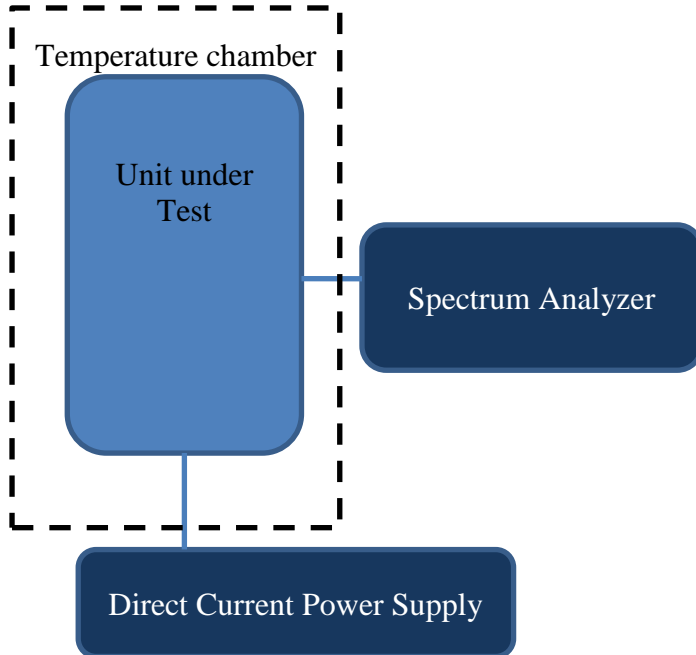 Temperature chamber
Unit under
Test
Spectrum Analyzer
Direct Current Power Supply